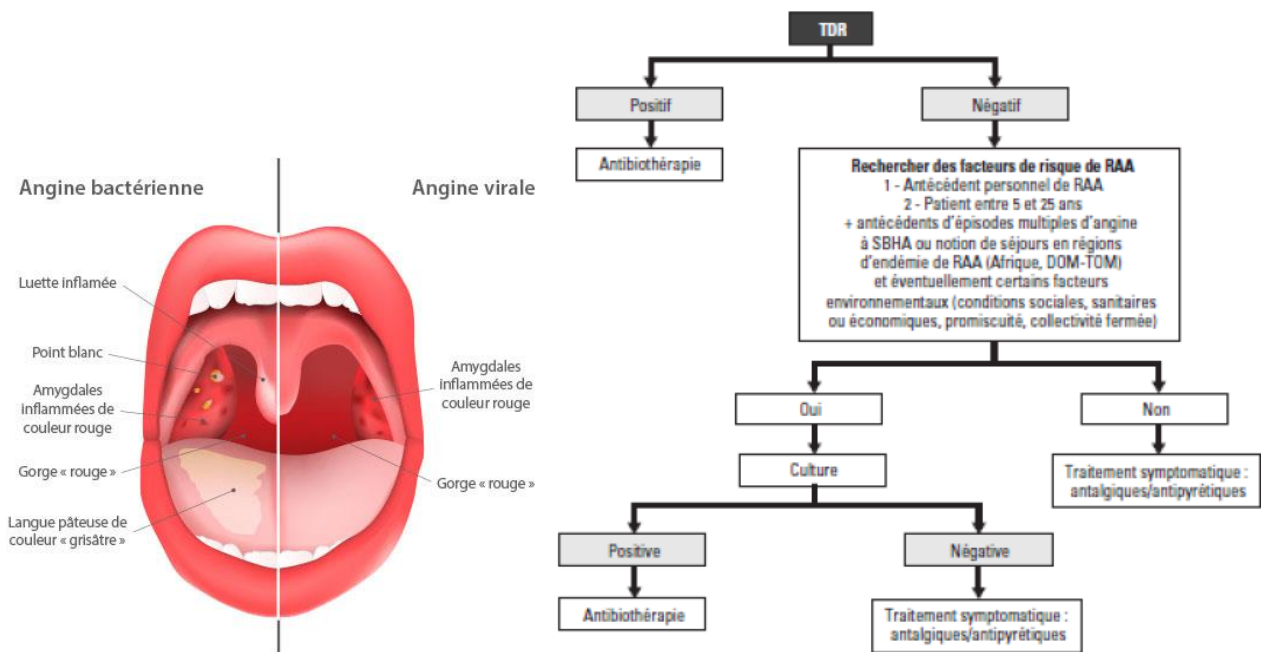 Angine bactérienne
Angine virale
Luette inflamée
Point blanc
Amygdales
inflammées de
couleur rouge
Gorge « rouge »
Langue pâteuse de
couleur « grisâtre »
Amygdales
inflammées de
couleur rouge
Gorge « rouge »
TDR
Positif
Négatif
Antibiothérapie
Rechercher des facteurs de risque de RAA
1 - Antécédent personnel de RAA
2 - Patient entre 5 et 25 ans
+ antécédents d'épisodes multiples d'angine
à SBHA ou notion de séjours en régions
d'endémie de RAA (Afrique, DOM-TOM)
et éventuellement certains facteurs
environnementaux (conditions sociales, sanitaires
ou économiques, promiscuité, collectivité fermée)
Oui
Non
Culture
Traitement symptomatique :
antalgiques/antipyrétiques
Positive
Négative
Antibiothérapie
Traitement symptomatique :
antalgiques/antipyrétiques